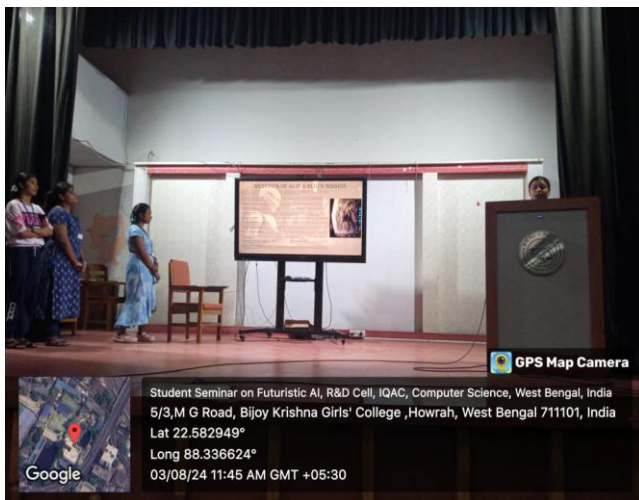 GPS Map Camera
Student Seminar on Futuristic AI, R&D Cell, IQAC, Computer Science, West Bengal, India
5/3,M G Road, Bijoy Krishna Girls' College ,Howrah, West Bengal 711101, India
Lat 22.582949°
Long 88.336624°
03/08/24 11:45 AM GMT +05:30
Google